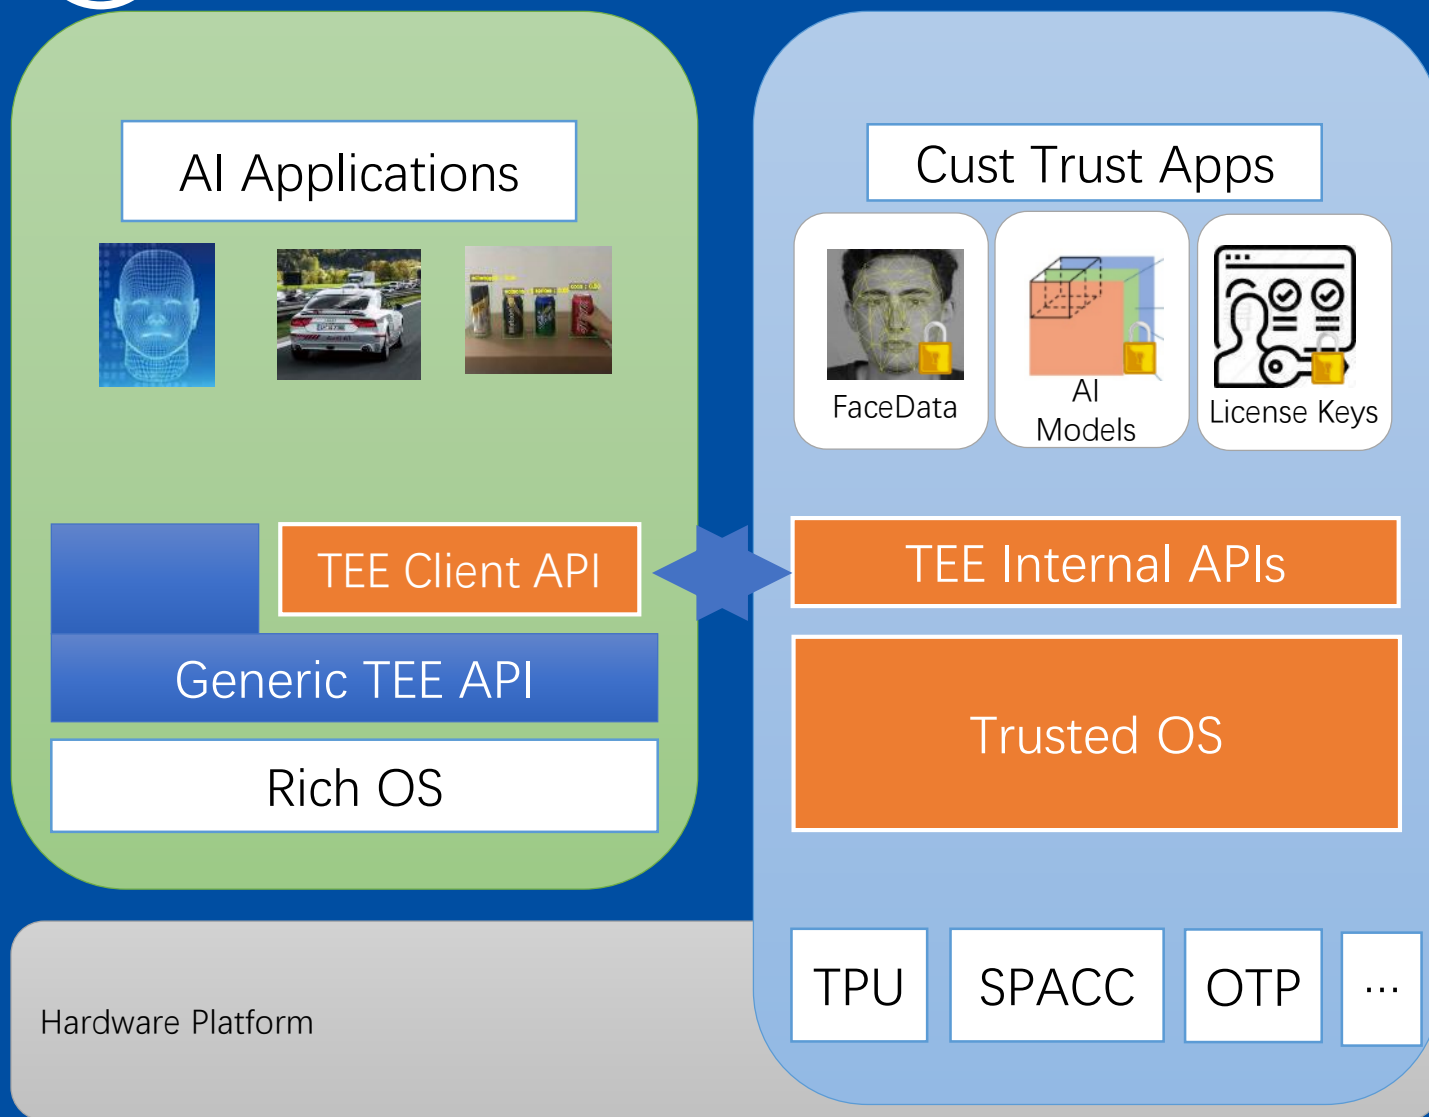 AI Applications
TEE Client API
Generic TEE API
Rich OS
Cust Trust Apps
FaceData
AI
Models
License Keys
TEE Internal APIs
Trusted OS
Hardware Platform
TPU
SPACC
OTP
...